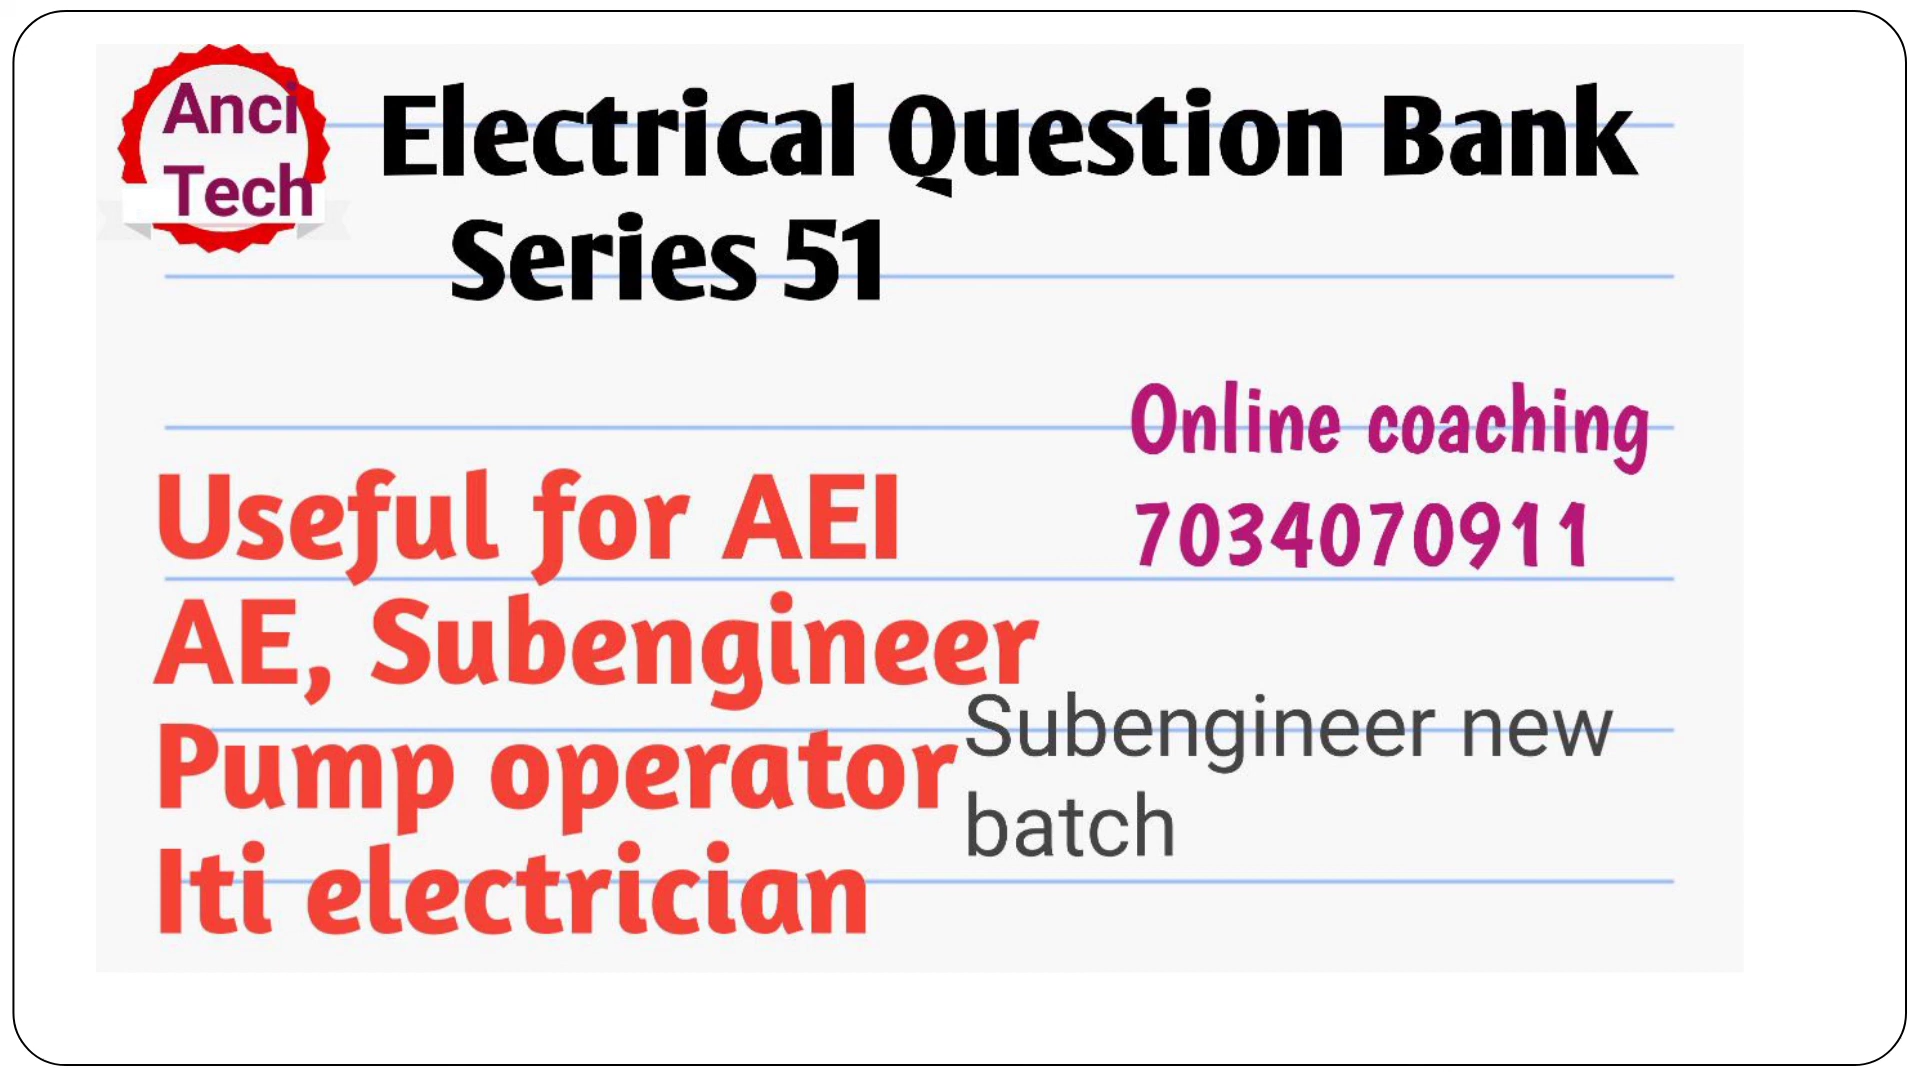 Anci
Tech
Electrical Question Bank
Series 51
Online coaching
7034070911
Useful for AEI
AE, Subengineer
Pump operator
Iti electrician
Subengineer new
batch